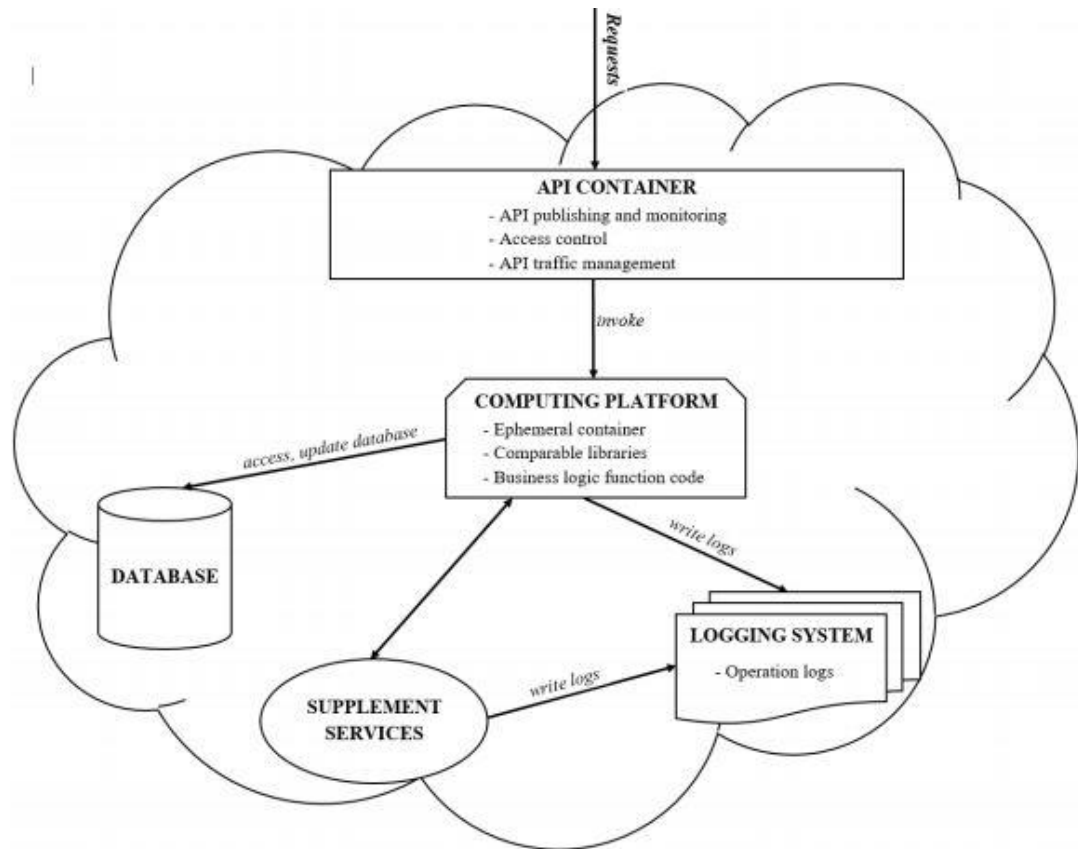 Requests
API CONTAINER
- API publishing and monitoring
- Access control
- API traffic management
invoke
COMPUTING PLATFORM
- Ephemeral container
- Comparable libraries
- Business logic function code
access, update database
write logs
DATABASE
LOGGING SYSTEM
- Operation logs
write logs
SUPPLEMENT
SERVICES